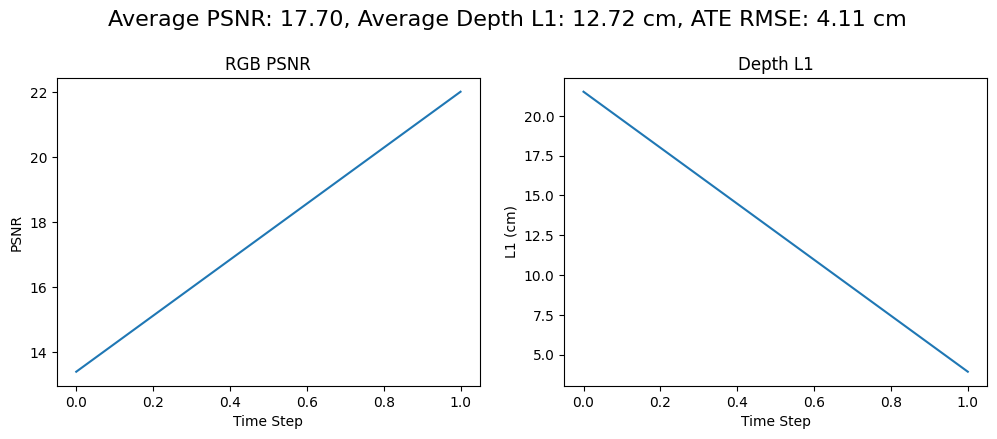 Average PSNR: 17.70, Average Depth L1: 12.72 cm, ATE RMSE: 4.11 cm
RGB PSNR
22
20
18
16
14
PSNR
0.0 0.2 0.4 0.6 0.8 1.0
Time Step
Depth L1
20.0
17.5
15.0
12.5
10.0
7.5
5.0
L1 (cm)
0.0 0.2 0.4 0.6 0.8 1.0
Time Step